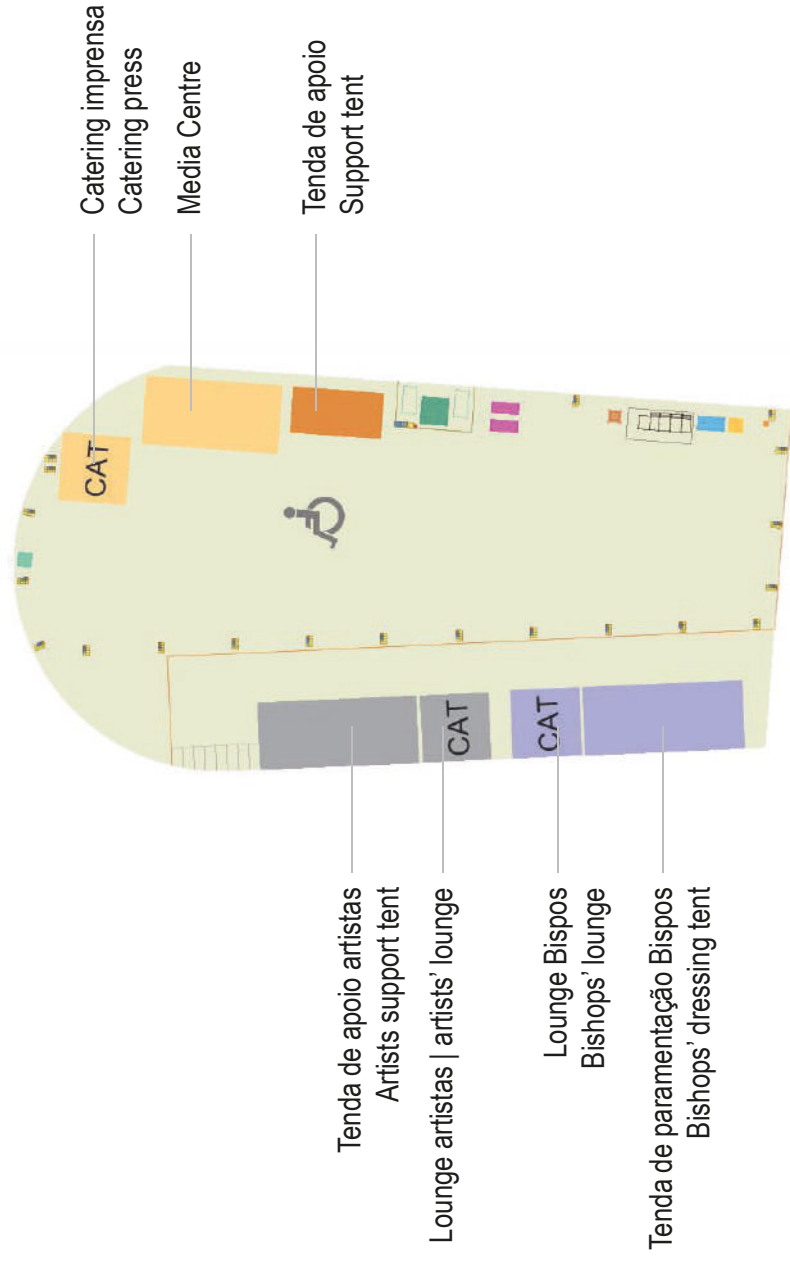 Catering imprensa
Catering press
Media Centre
Tenda de apoio
Support tent
CAT
CAT
CAT
Tenda de apoio artistas
Artists support tent
Lounge artistas | artists’ lounge
Lounge Bispos
Bishops’ lounge
Tenda de paramentação Bispos
Bishops’ dressing tent